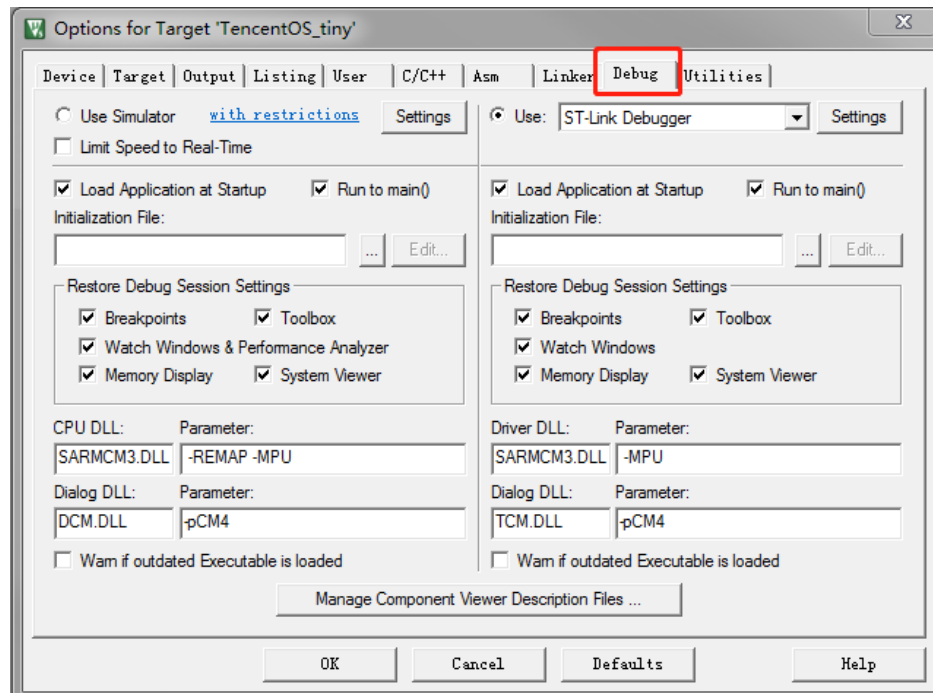 Options for Target 'TencentOS_tiny'
Device Target Output Listing User C/C++ Asm Linker Debug Utilities
Use Simulator with restrictions Settings
Limit Speed to Real-Time
Use: ST-Link Debugger Settings
Load Application at Startup Run to main()
Initialization File:
... Edit...
Restore Debug Session Settings
Breakpoints Toolbox
Watch Windows & Performance Analyzer
Memory Display System Viewer
CPU DLL: Parameter:
SARMCM3.DLL -REMAP -MPU
Dialog DLL: Parameter:
DCM.DLL -pCM4
Warn if outdated Executable is loaded
Load Application at Startup Run to main()
Initialization File:
... Edit...
Restore Debug Session Settings
Breakpoints Toolbox
Watch Windows
Memory Display System Viewer
Driver DLL: Parameter:
SARMCM3.DLL -MPU
Dialog DLL: Parameter:
TCM.DLL -pCM4
Warn if outdated Executable is loaded
Manage Component Viewer Description Files ...
OK Cancel Defaults Help